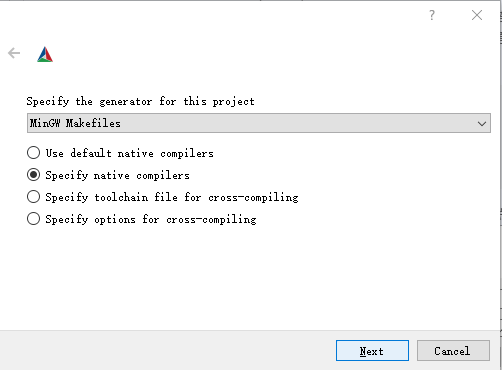 ?
Specify the generator for this project
MinGW Makefiles
Use default native compilers
Specify native compilers
Specify toolchain file for cross-compiling
Specify options for cross-compiling
Next
Cancel